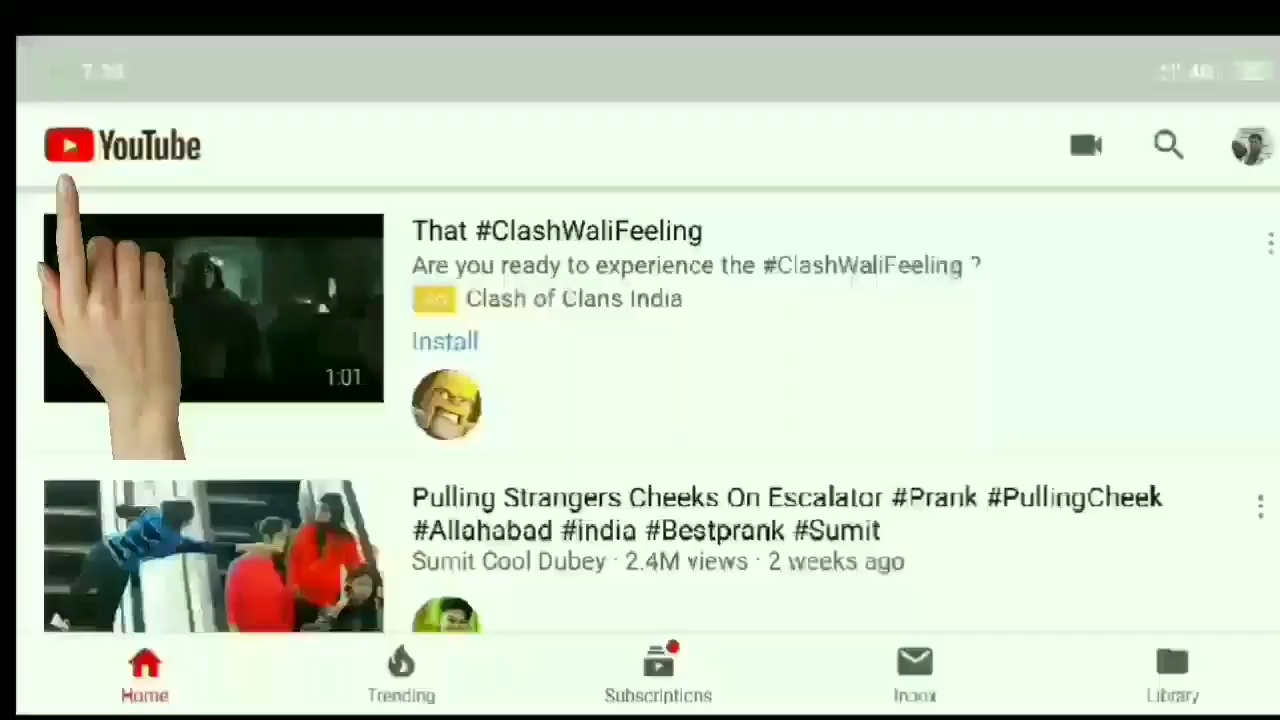 YouTube
That #ClashWaliFeeling
Are you ready to experience the #ClashWaliFeeling ?
Clash of Clans India
Install
1:01
Pulling Strangers Cheeks On Escalator #Prank #PullingCheek
#Allahabad #india #Bestprank #Sumit
Sumit Cool Dubey · 2.4M views · 2 weeks ago
Home
Trending
Subscriptions
Inbox
Library